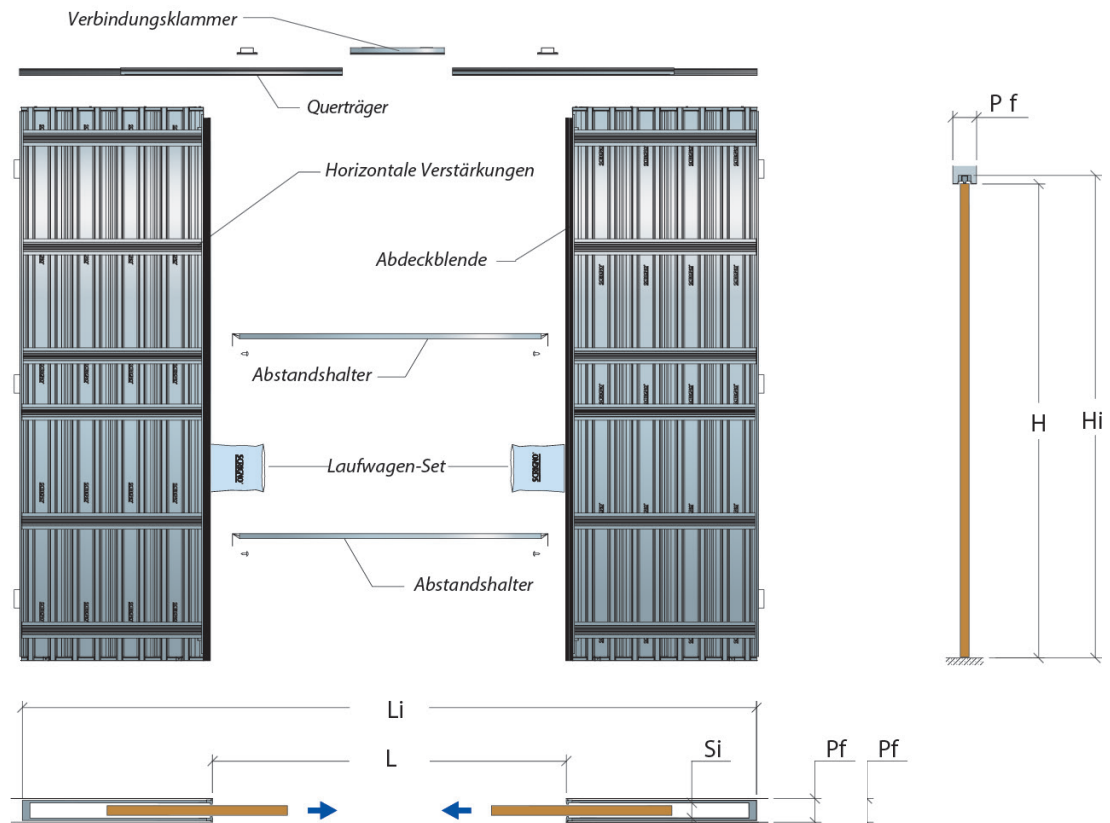 Verbindungsklammer
Querträger
P f
Horizontale Verstärkungen
Abdeckblende
Abstandshalter
H
Hi
Laufwagen-Set
Abstandshalter
Li
L
Si
Pf
Pf